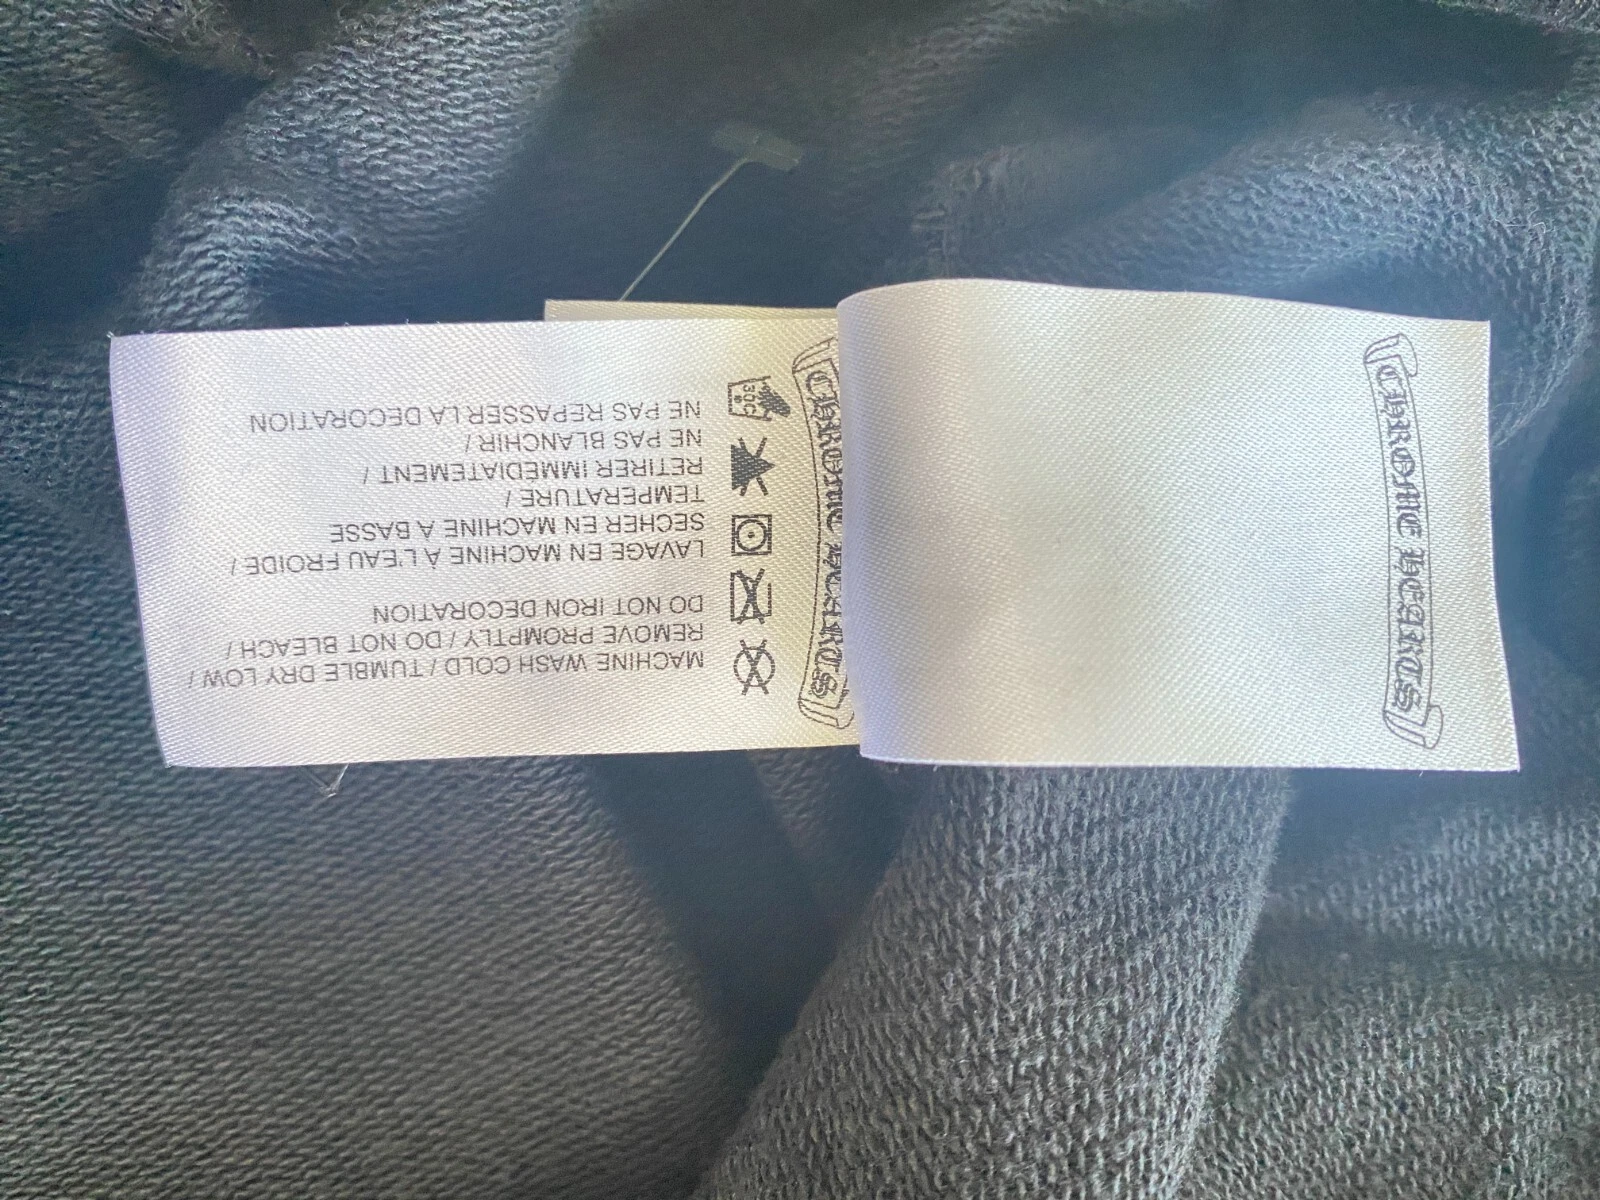 MACHINE WASH COLD / TUMBLE DRY LOW /
REMOVE PROMPTLY / DO NOT BLEACH /
DO NOT IRON DECORATION
LAVAGE EN MACHINE À L'EAU FROIDE /
SECHER EN MACHINE A BASSE
TEMPERATURE /
RETIRER IMMÉDIATEMENT /
NE PAS BLANCHIR /
NE PAS REPASSER LA DECORATION
30C
CHROME HEARTS
CHROME HEARTS